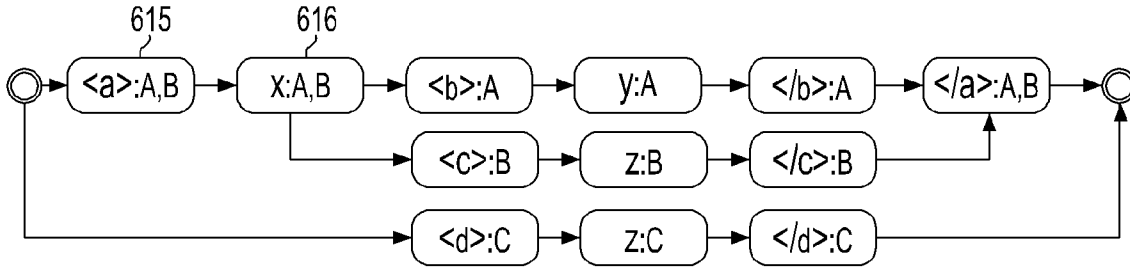 615 616
<a>:A,B x:A,B <b>:A y:A </b>:A </a>:A,B
<c>:B z:B </c>:B
<d>:C z:C </d>:C